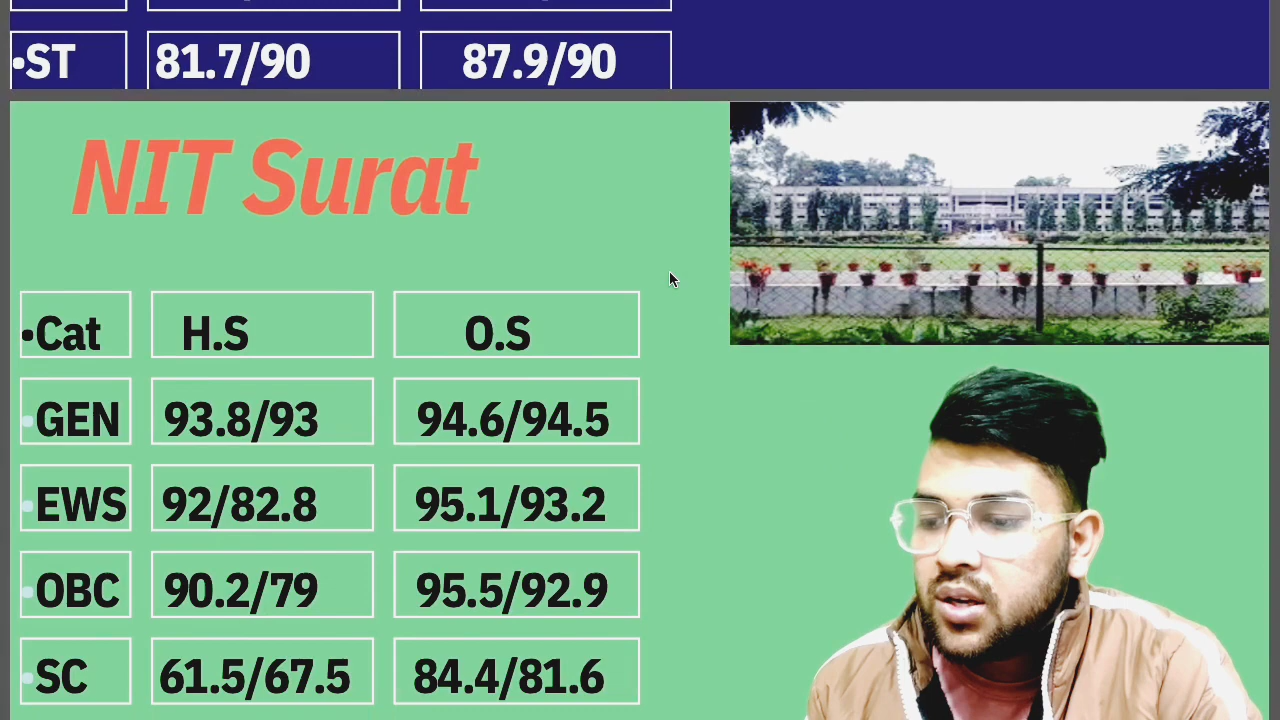 •ST 81.7/90 87.9/90
NIT Surat
•Cat H.S O.S
•GEN 93.8/93 94.6/94.5
•EWS 92/82.8 95.1/93.2
•OBC 90.2/79 95.5/92.9
•SC 61.5/67.5 84.4/81.6